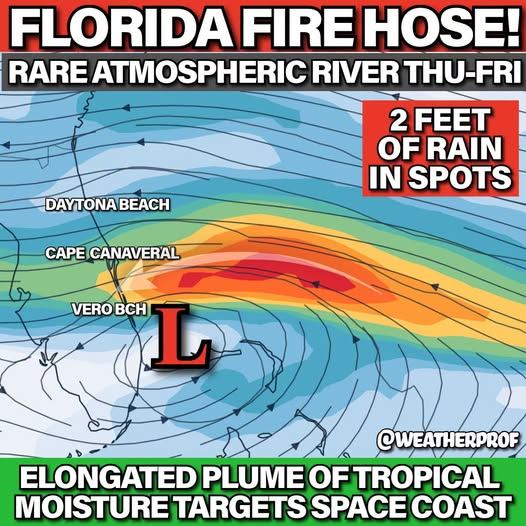 FLORIDA FIRE HOSE!
RARE ATMOSPHERIC RIVER THU-FRI
2 FEET
OF RAIN
IN SPOTS
DAYTONA BEACH
CAPE CANAVERAL
VERO BCH
L
@WEATHERPROF
ELONGATED PLUME OF TROPICAL
MOISTURE TARGETS SPACE COAST